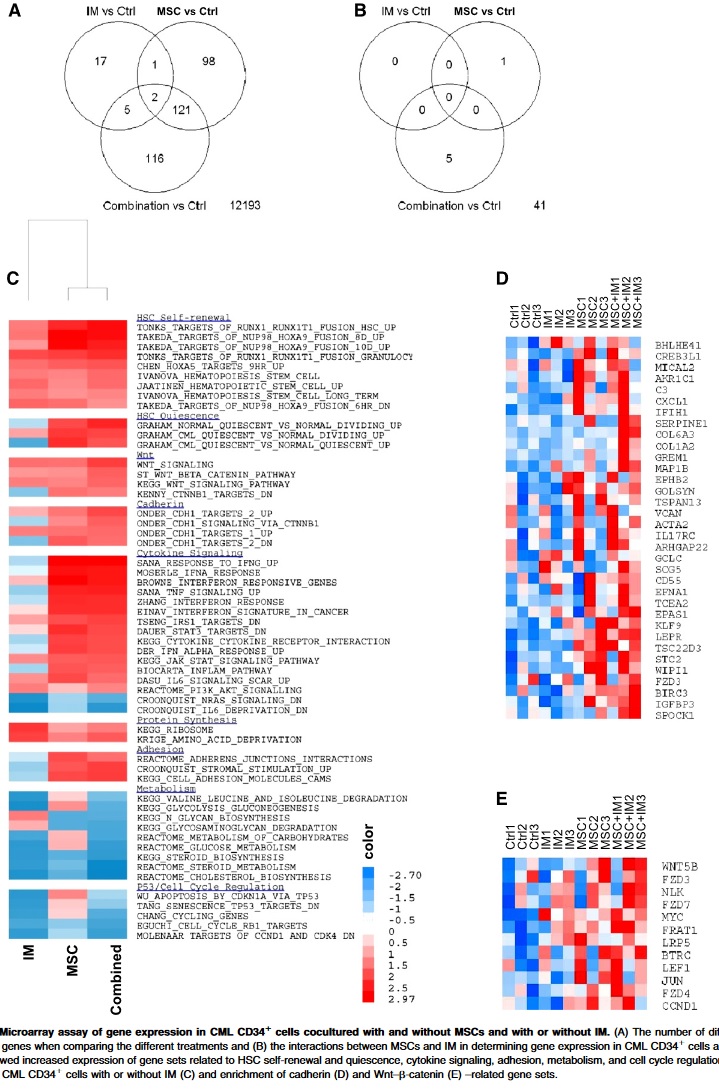 A
B
IM vs Ctrl
MSC vs Ctrl
17
1
98
2
5
121
116
Combination vs Ctrl
12193
IM vs Ctrl
MSC vs Ctrl
0
0
1
0
0
0
5
Combination vs Ctrl
41
C
HSC Self-renewal
TONKS_TARGETS_OF_RUNX1_RUNX1T1_FUSION_HSC_UP
TAKEDA_TARGETS_OF_NUP98_HOXA9_FUSION_8D_UP
TAKEDA_TARGETS_OF_NUP98_HOXA9_FUSION_10D_UP
TONKS_TARGETS_OF_RUNX1_RUNX1T1_FUSION_GRANULOCY
CHEN_HOXA5_TARGETS_9HR_UP
IVANOVA_HEMATOPOIESIS_STEM_CELL
JAATINEN_HEMATOPOIETIC_STEM_CELL_UP
IVANOVA_HEMATOPOIESIS_STEM_CELL_LONG_TERM
TAKEDA_TARGETS_OF_NUP98_HOXA9_FUSION_6HR_DN
HSC Quiescence
GRAHAM_NORMAL_QUIESCENT_VS_NORMAL_DIVIDING_UP
GRAHAM_CML_QUIESCENT_VS_NORMAL_DIVIDING_UP
GRAHAM_CML_QUIESCENT_VS_NORMAL_QUIESCENT_UP
Wnt
WNT_SIGNALING
ST_WNT_BETA_CATENIN_PATHWAY
KEGG_WNT_SIGNALING_PATHWAY
KENNY_CTNNB1_TARGETS_DN
Cadherin
ONDER_CDH1_TARGETS_2_UP
ONDER_CDH1_SIGNALING_VIA_CTNNB1
ONDER_CDH1_TARGETS_1_UP
ONDER_CDH1_TARGETS_2_DN
Cytokine Signaling
SANA_RESPONSE_TO_IFNG_UP
MOSERLE_IFNA_RESPONSE
BROWNE_INTERFERON_RESPONSIVE_GENES
SANA_TNF_SIGNALING_UP
ZHANG_INTERFERON_RESPONSE
EINAV_INTERFERON_SIGNATURE_IN_CANCER
TSENG_IRS1_TARGETS_DN
DAUER_STAT3_TARGETS_DN
KEGG_CYTOKINE_CYTOKINE_RECEPTOR_INTERACTION
DER_IFN_ALPHA_RESPONSE_UP
KEGG_JAK_STAT_SIGNALING_PATHWAY
BIOCARTA_INFLAM_PATHWAY
DASU_IL6_SIGNALING_SCAR_UP
REACTOME_PI3K_AKT_SIGNALLING
CROONQUIST_NRAS_SIGNALING_DN
CROONQUIST_IL6_DEPRIVATION_DN
Protein Synthesis
KEGG_RIBOSOME
KRIGE_AMINO_ACID_DEPRIVATION
Adhesion
REACTOME_ADHERENS_JUNCTIONS_INTERACTIONS
CROONQUIST_STROMAL_STIMULATION_UP
KEGG_CELL_ADHESION_MOLECULES_CAMS
Metabolism
KEGG_VALINE_LEUCINE_AND_ISOLEUCINE_DEGRADATION
KEGG_GLYCOLYSIS_GLUCONEOGENESIS
KEGG_N_GLYCAN_BIOSYNTHESIS
KEGG_GLYCOSAMINOGLYCAN_DEGRADATION
REACTOME_METABOLISM_OF_CARBOHYDRATES
REACTOME_GLUCOSE_METABOLISM
KEGG_STEROID_BIOSYNTHESIS
REACTOME_STEROID_METABOLISM
REACTOME_CHOLESTEROL_BIOSYNTHESIS
P53/Cell Cycle Regulation
WU_APOPTOSIS_BY_CDKN1A_VIA_TP53
TANG_SENESCENCE_TP53_TARGETS_DN
CHANG_CYCLING_GENES
EGUCHI_CELL_CYCLE_RB1_TARGETS
MOLENAAR_TARGETS_OF_CCND1_AND_CDK4_DN
IM
MSC
Combined
color
-2.70
-2
-1.5
-1
-0.5
0
0.5
1
1.5
2
2.5
2.97
D
Ctrl1
Ctrl2
Ctrl3
IM1
IM2
IM3
MSC1
MSC2
MSC3
MSC+IM1
MSC+IM2
MSC+IM3
BHLHE41
CREB3L1
MICAL2
AKR1C1
C3
CXCL1
IFIH1
SERPINE1
COL6A3
COL1A2
GREM1
MAP1B
EPHB2
GOLSYN
TSPAN13
VCAN
ACTA2
IL17RC
ARHGAP22
GCLC
SCG5
CD55
EFNA1
TCEA2
EPAS1
KLF9
LEPR
TSC22D3
STC2
WIPI1
FZD3
BIRC3
IGFBP3
SPOCK1
E
Ctrl1
Ctrl2
Ctrl3
IM1
IM2
IM3
MSC1
MSC2
MSC3
MSC+IM1
MSC+IM2
MSC+IM3
WNT5B
FZD3
NLK
FZD7
MYC
FRAT1
LRP5
BTRC
LEF1
JUN
FZD4
CCND1
Microarray assay of gene expression in CML CD34+ cells cocultured with and without MSCs and with or without IM. (A) The number of dif
genes when comparing the different treatments and (B) the interactions between MSCs and IM in determining gene expression in CML CD34+ cells a
wed increased expression of gene sets related to HSC self-renewal and quiescence, cytokine signaling, adhesion, metabolism, and cell cycle regulation
CML CD34+ cells with or without IM (C) and enrichment of cadherin (D) and Wnt–β-catenin (E) –related gene sets.